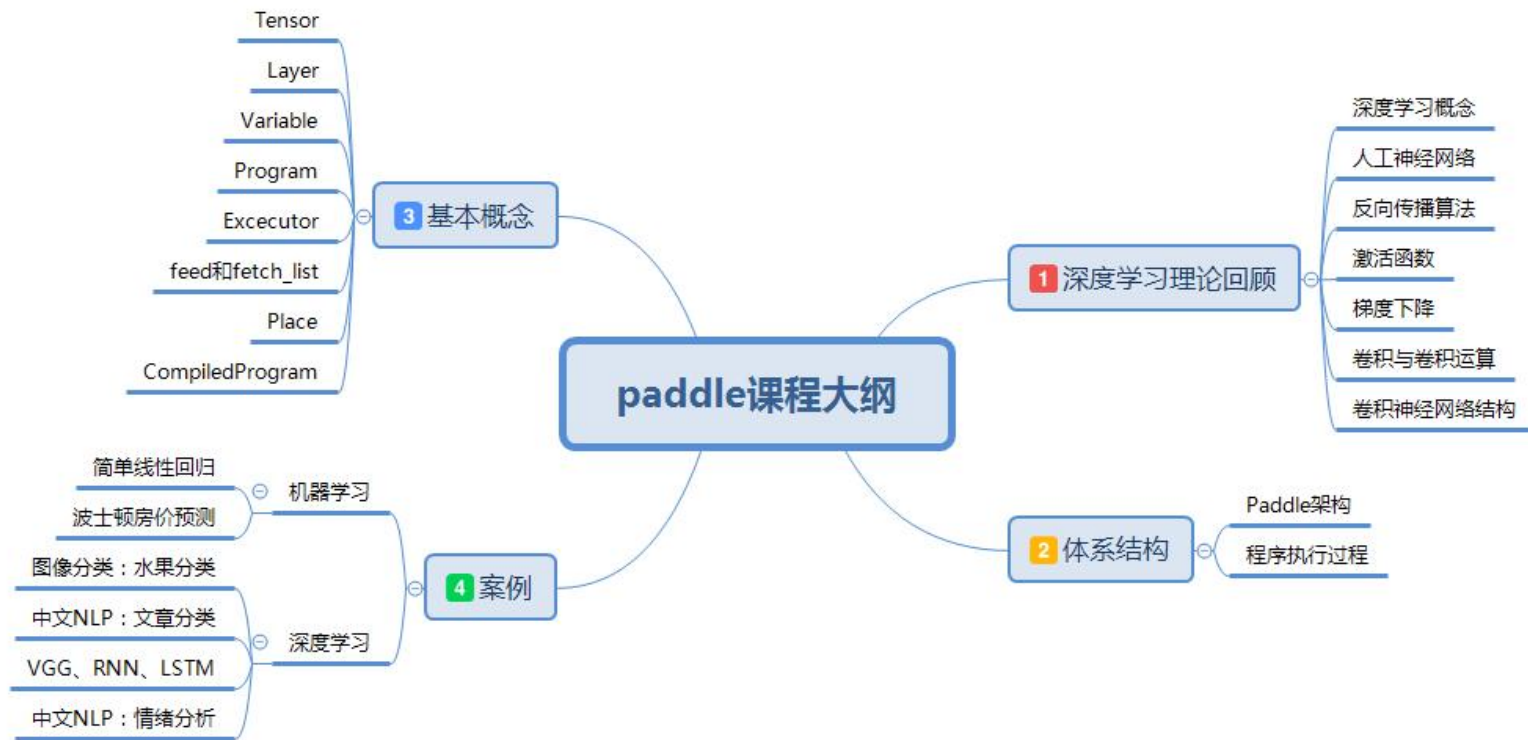 paddle课程大纲
1 深度学习理论回顾
深度学习概念
人工神经网络
反向传播算法
激活函数
梯度下降
卷积与卷积运算
卷积神经网络结构
2 体系结构
Paddle架构
程序执行过程
3 基本概念
Tensor
Layer
Variable
Program
Excecutor
feed和fetch_list
Place
CompiledProgram
4 案例
机器学习
简单线性回归
波士顿房价预测
深度学习
图像分类：水果分类
中文NLP：文章分类
VGG、RNN、LSTM
中文NLP：情绪分析